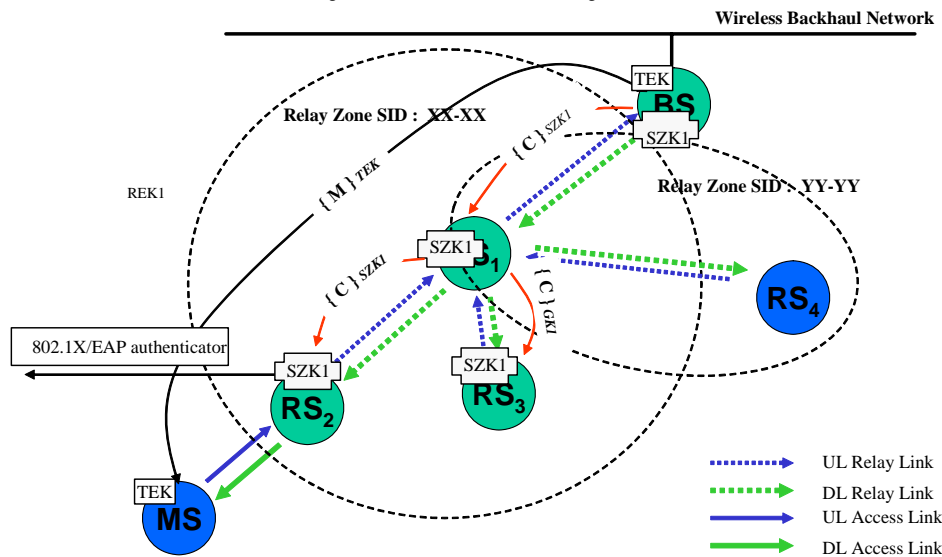 Wireless Backhaul Network
TEK
BS
SZK1
Relay Zone SID : XX-XX
{ C }SZK1
{ M }TEK
REK1
Relay Zone SID : YY-YY
SZK1
S1
{ C }SZK1
{ C }GK1
RS4
802.1X/EAP authenticator
SZK1
RS2
SZK1
RS3
TEK
MS
UL Relay Link
DL Relay Link
UL Access Link
DL Access Link